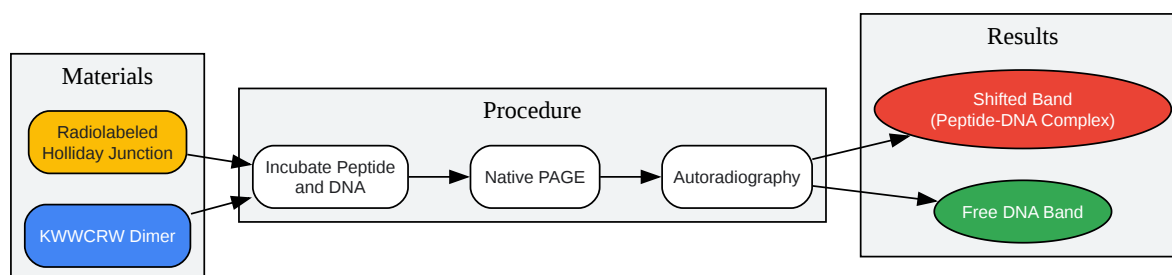 Materials
Radiolabeled
Holliday Junction
KWWCRW Dimer
Procedure
Incubate Peptide
and DNA
Native PAGE
Autoradiography
Results
Shifted Band
(Peptide-DNA Complex)
Free DNA Band